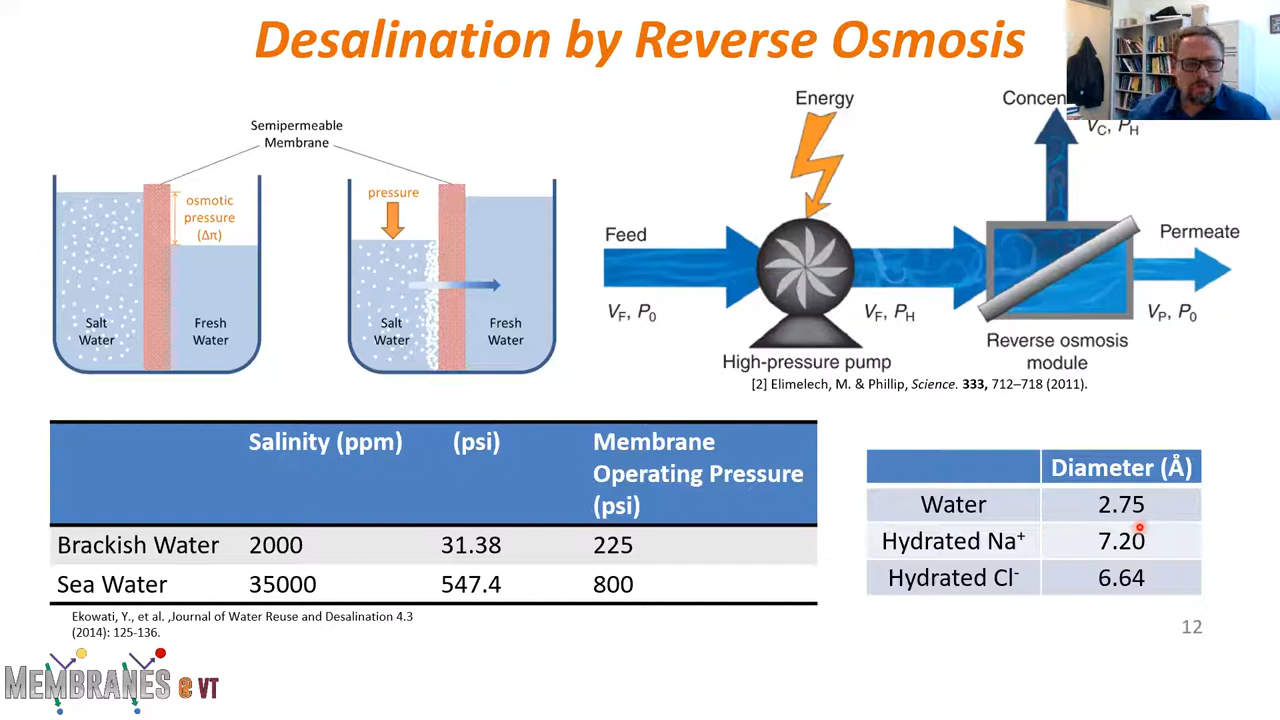 Desalination by Reverse Osmosis
Semipermeable
Membrane
osmotic
pressure
(Δπ)
Salt
Water
Fresh
Water
pressure
Salt
Water
Fresh
Water
Energy
Feed
V_F, P_0
High-pressure pump
V_F, P_H
V_C, P_H
Permeate
V_P, P_0
Reverse osmosis
module
[2] Elimelech, M. & Phillip, Science. 333, 712–718 (2011).
Salinity (ppm) (psi) Membrane
Operating Pressure
(psi)
Brackish Water 2000 31.38 225
Sea Water 35000 547.4 800
Ekowati, Y., et al. ,Journal of Water Reuse and Desalination 4.3
(2014): 125-136.
Diameter (Å)
Water 2.75
Hydrated Na+ 7.20
Hydrated Cl- 6.64
12
MEMBRANES @ VT